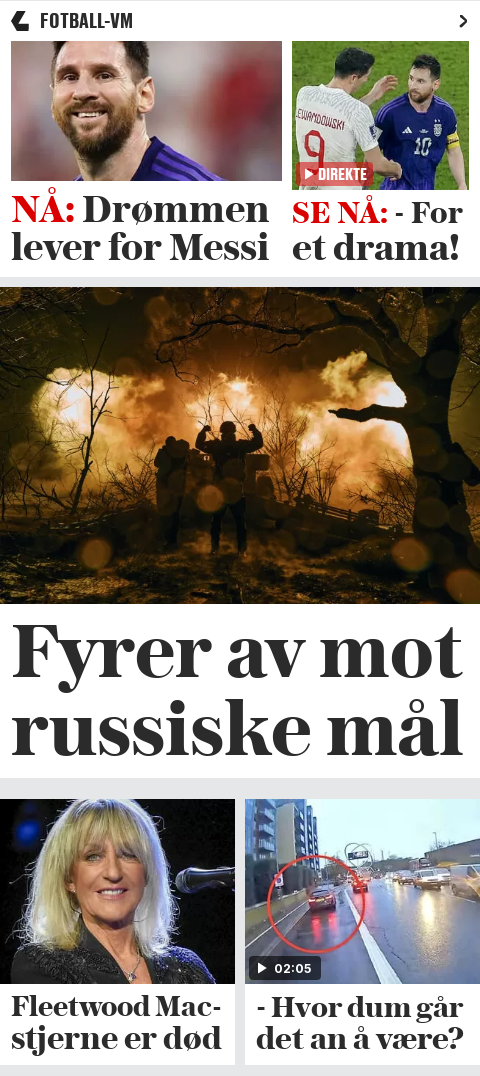 FOTBALL-VM
LEWANDOWSKI
9
10
DIREKTE
NÅ: Drømmen
lever for Messi
SE NÅ: - For
et drama!
Fyrer av mot
russiske mål
02:05
Fleetwood Mac-
stjerne er død
- Hvor dum går
det an å være?